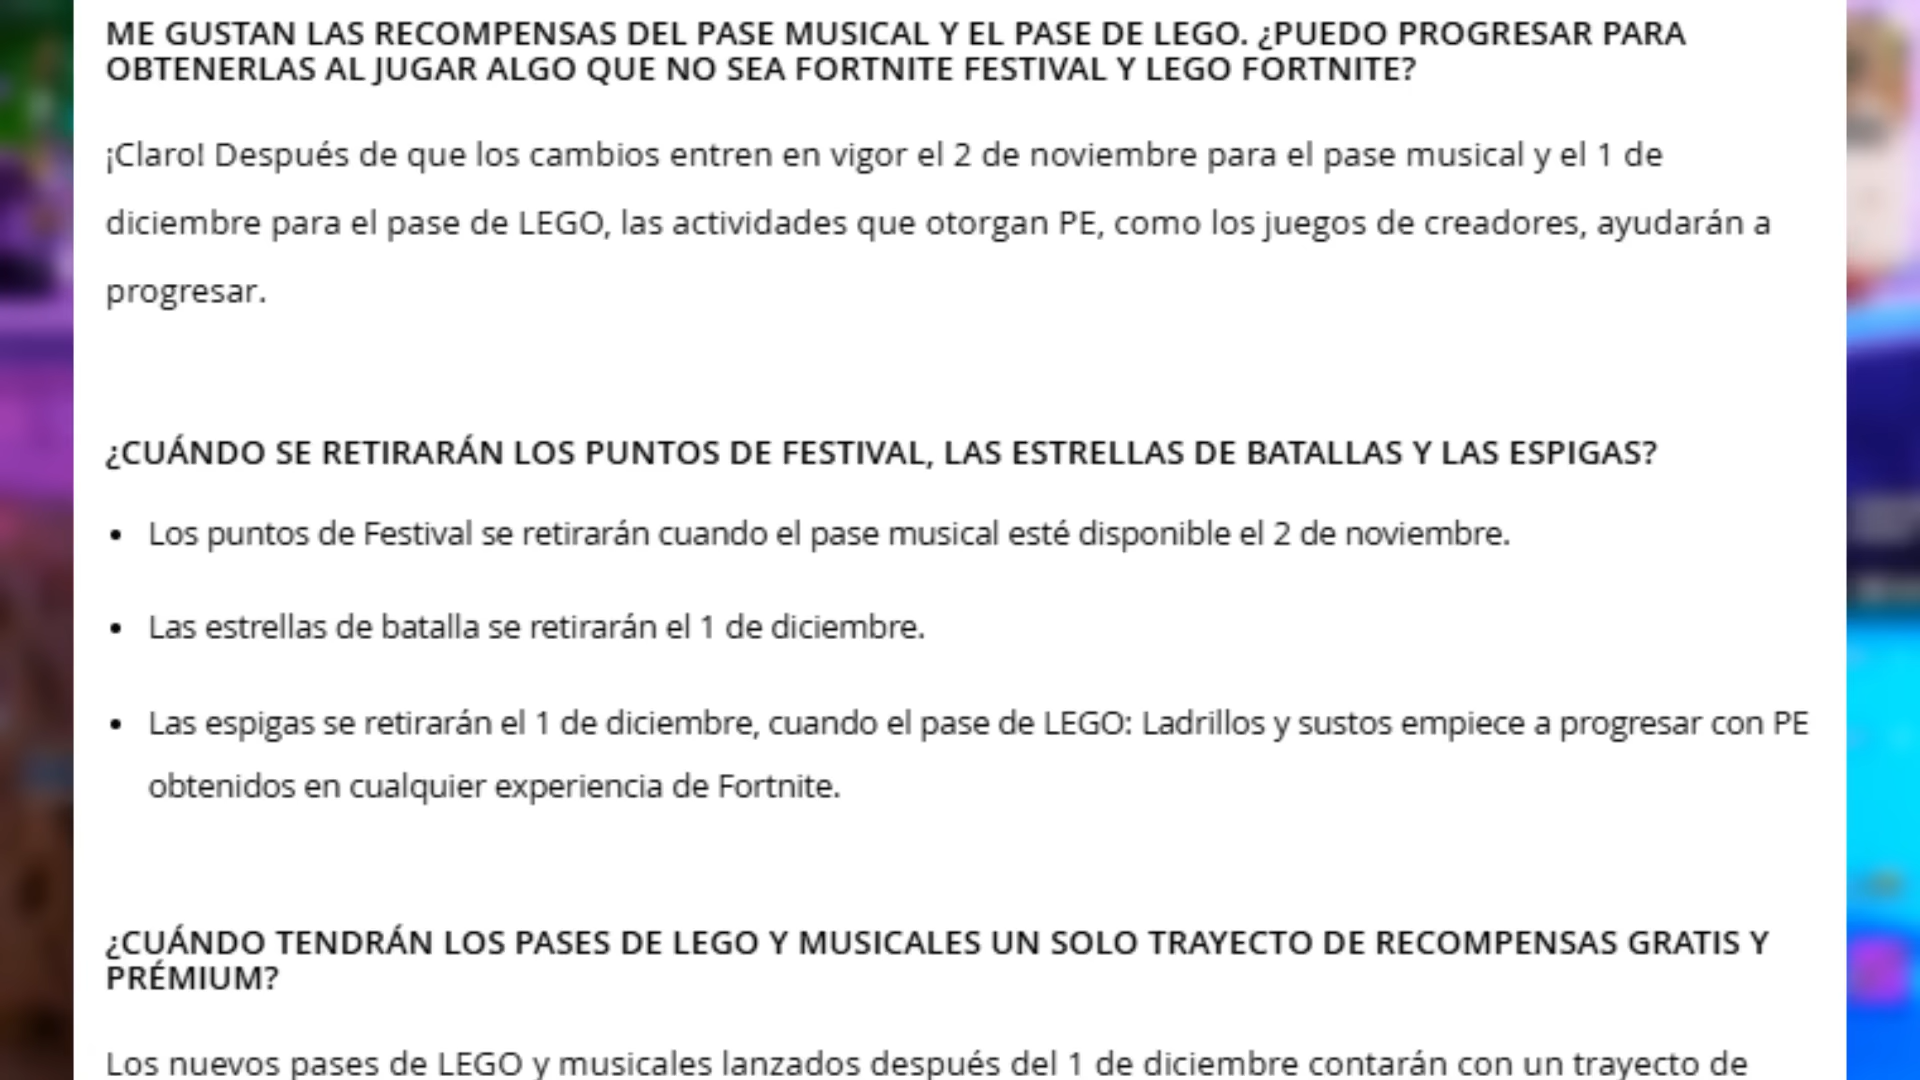 ME GUSTAN LAS RECOMPENSAS DEL PASE MUSICAL Y EL PASE DE LEGO. ¿PUEDO PROGRESAR PARA
OBTENERLAS AL JUGAR ALGO QUE NO SEA FORTNITE FESTIVAL Y LEGO FORTNITE?
¡Claro! Después de que los cambios entren en vigor el 2 de noviembre para el pase musical y el 1 de
diciembre para el pase de LEGO, las actividades que otorgan PE, como los juegos de creadores, ayudarán a
progresar.
¿CUÁNDO SE RETIRARÁN LOS PUNTOS DE FESTIVAL, LAS ESTRELLAS DE BATALLAS Y LAS ESPIGAS?
• Los puntos de Festival se retirarán cuando el pase musical esté disponible el 2 de noviembre.
• Las estrellas de batalla se retirarán el 1 de diciembre.
• Las espigas se retirarán el 1 de diciembre, cuando el pase de LEGO: Ladrillos y sustos empiece a progresar con PE
obtenidos en cualquier experiencia de Fortnite.
¿CUÁNDO TENDRÁN LOS PASES DE LEGO Y MUSICALES UN SOLO TRAYECTO DE RECOMPENSAS GRATIS Y
PRÉMIUM?
Los nuevos pases de LEGO y musicales lanzados después del 1 de diciembre contarán con un trayecto de